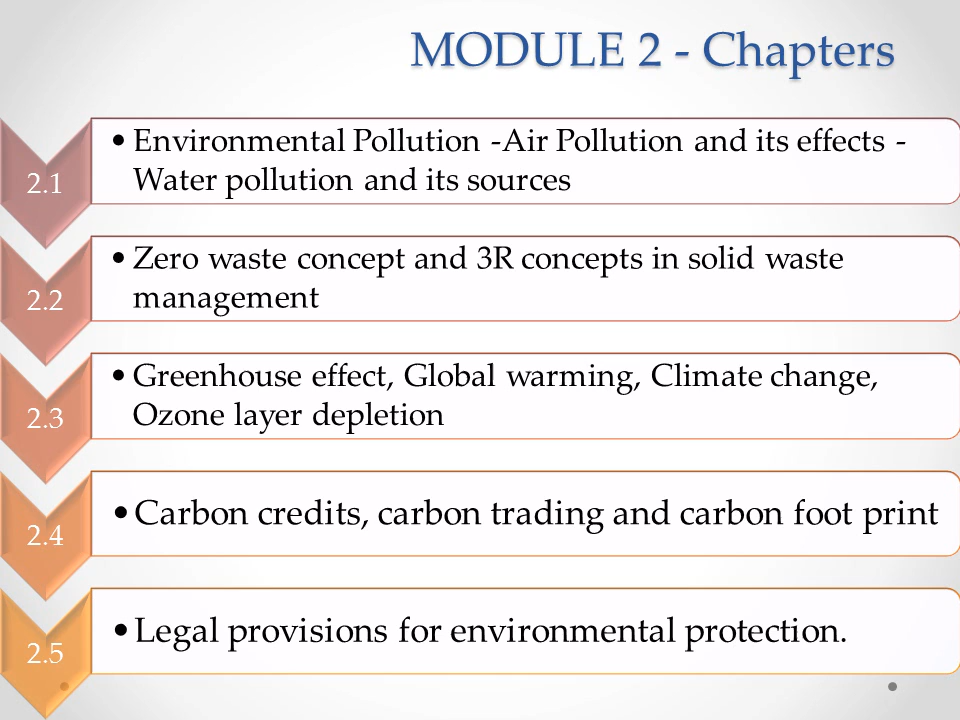 MODULE 2 - Chapters
2.1
•Environmental Pollution -Air Pollution and its effects -
Water pollution and its sources
2.2
•Zero waste concept and 3R concepts in solid waste
management
2.3
•Greenhouse effect, Global warming, Climate change,
Ozone layer depletion
2.4
•Carbon credits, carbon trading and carbon foot print
2.5
•Legal provisions for environmental protection.